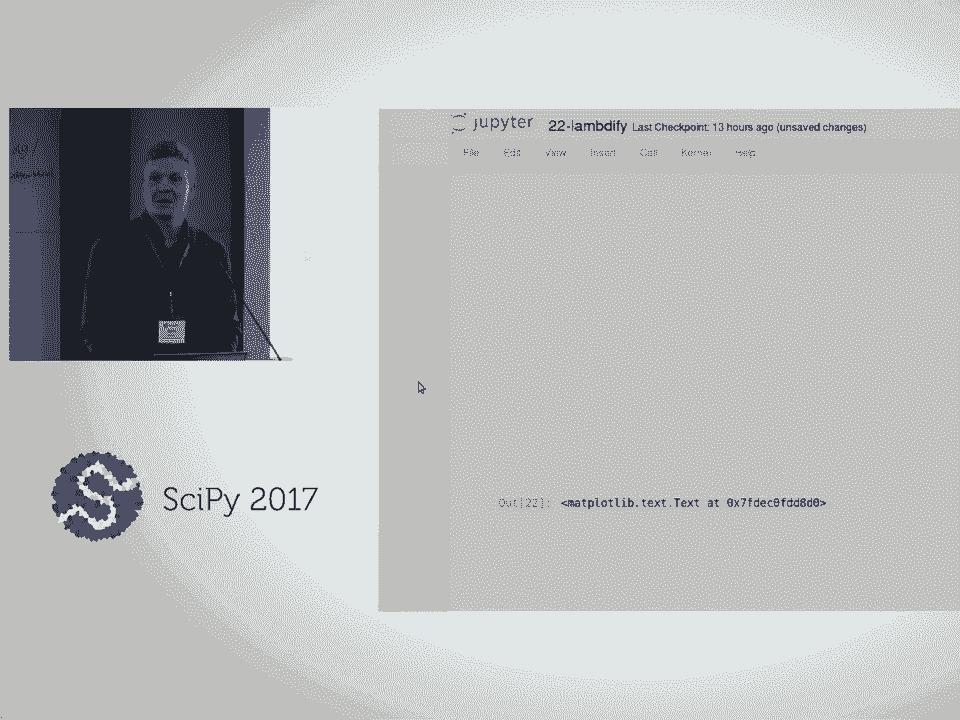 jupyter 22-lambdify Last Checkpoint: 13 hours ago (unsaved changes)
File Edit View Insert Cell Kernel Help
SciPy 2017
Out[22]: <matplotlib.text.Text at 0x7fdec0fdd8d0>